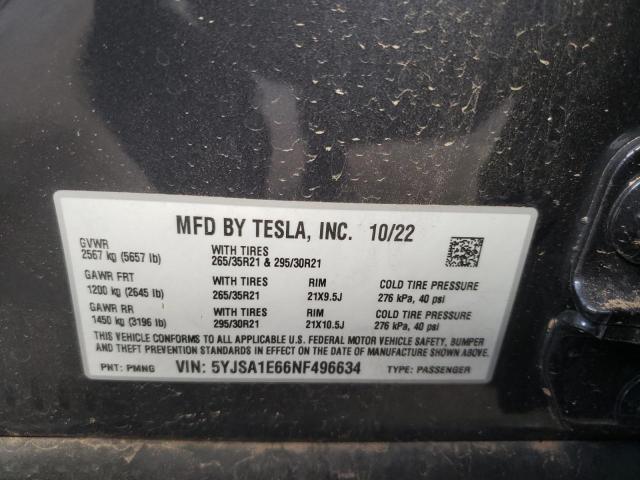 MFD BY TESLA, INC. 10/22
GVWR
2567 kg (5657 lb)
WITH TIRES
265/35R21 & 295/30R21
GAWR FRT
1200 kg (2645 lb)
WITH TIRES
265/35R21
RIM
21X9.5J
COLD TIRE PRESSURE
276 kPa, 40 psi
GAWR RR
1450 kg (3196 lb)
WITH TIRES
295/30R21
RIM
21X10.5J
COLD TIRE PRESSURE
276 kPa, 40 psi
THIS VEHICLE CONFORMS TO ALL APPLICABLE U.S. FEDERAL MOTOR VEHICLE SAFETY, BUMPER
AND THEFT PREVENTION STANDARDS IN EFFECT ON THE DATE OF MANUFACTURE SHOWN ABOVE.
PNT: PMNG VIN: 5YJSA1E66NF496634 TYPE: PASSENGER